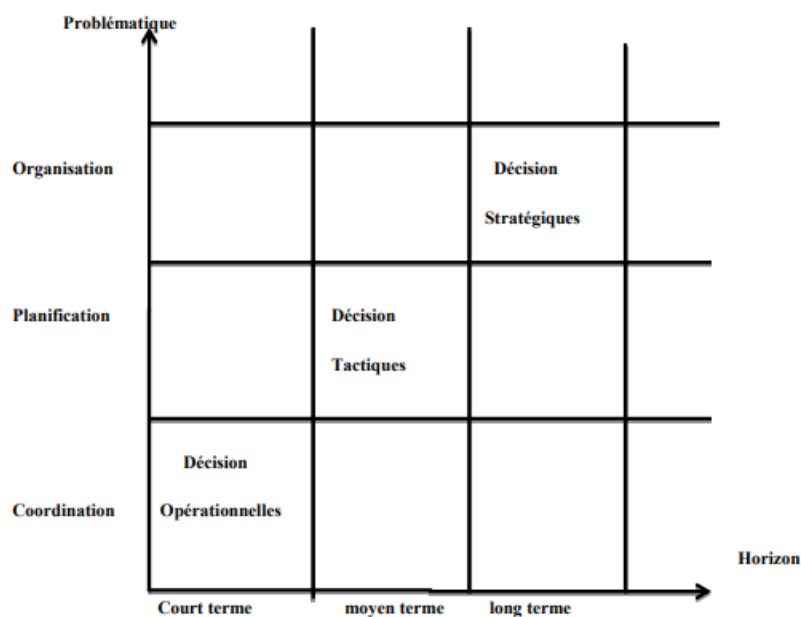 Problématique
Organisation
Décision
Stratégiques
Planification
Décision
Tactiques
Décision
Coordination
Opérationnelles
Horizon
Court terme
moyen terme
long terme